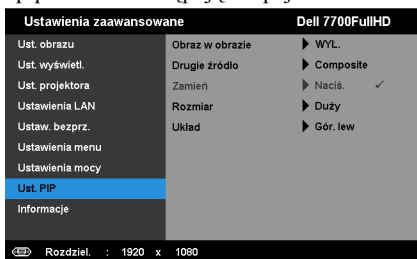 Ustawienia zaawansowane Dell 7700FullHD
Ust. obrazu Obraz w obrazie WYŁ.
Ust. wyświetl. Drugie źródło Composite
Ust. projektora Zamień Naciś.
Ustawienia LAN Rozmiar Duży
Ustaw. bezprz. Układ Gór. lew
Ustawienia menu
Ustawienia mocy
Ust. PIP
Informacje
Rozdziel. : 1920 x 1080